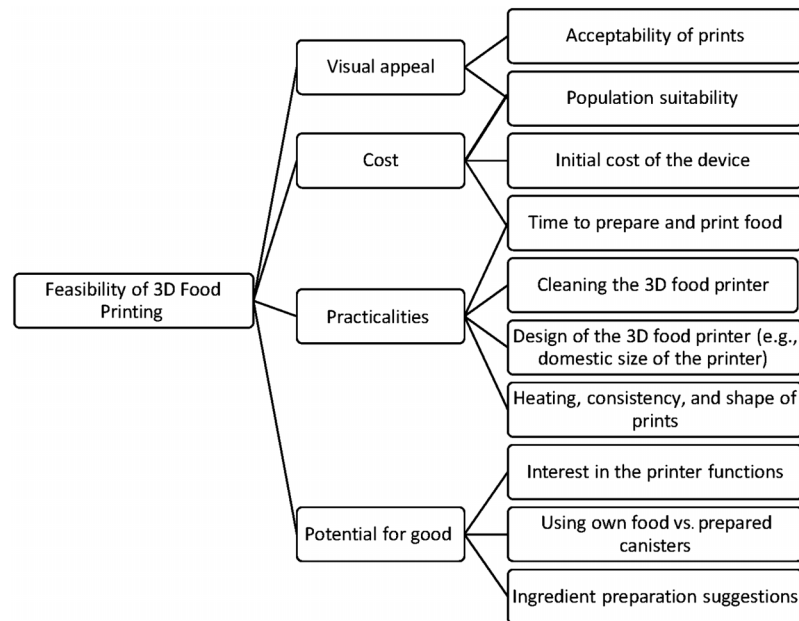 Acceptability of prints
Visual appeal
Population suitability
Cost
Initial cost of the device
Time to prepare and print food
Feasibility of 3D Food
Printing
Cleaning the 3D food printer
Practicalities
Design of the 3D food printer (e.g.,
domestic size of the printer)
Heating, consistency, and shape of
prints
Interest in the printer functions
Potential for good
Using own food vs. prepared
canisters
Ingredient preparation suggestions